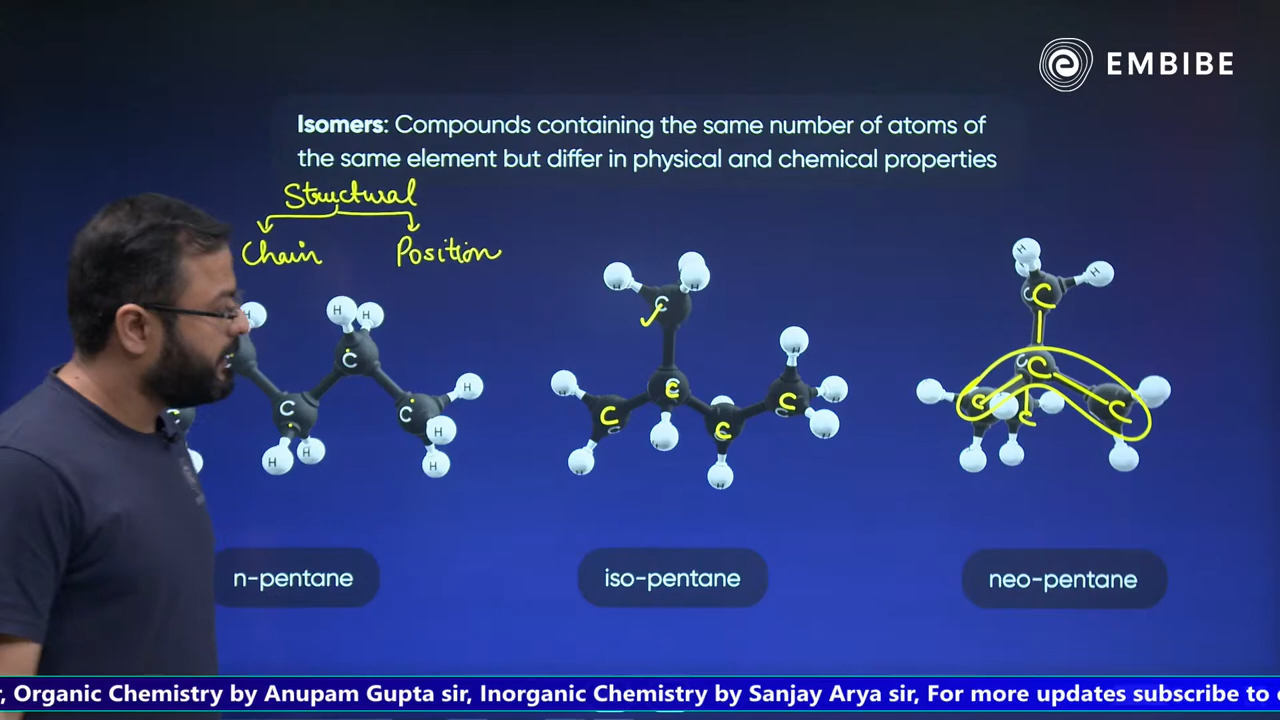 EMBIBE
Isomers: Compounds containing the same number of atoms of
the same element but differ in physical and chemical properties
Structural
Chain Position
H H H H H H H H
C C C
H H H H H H H
C C C C C
H H
C C C C C
n-pentane iso-pentane neo-pentane
, Organic Chemistry by Anupam Gupta sir, Inorganic Chemistry by Sanjay Arya sir, For more updates subscribe to